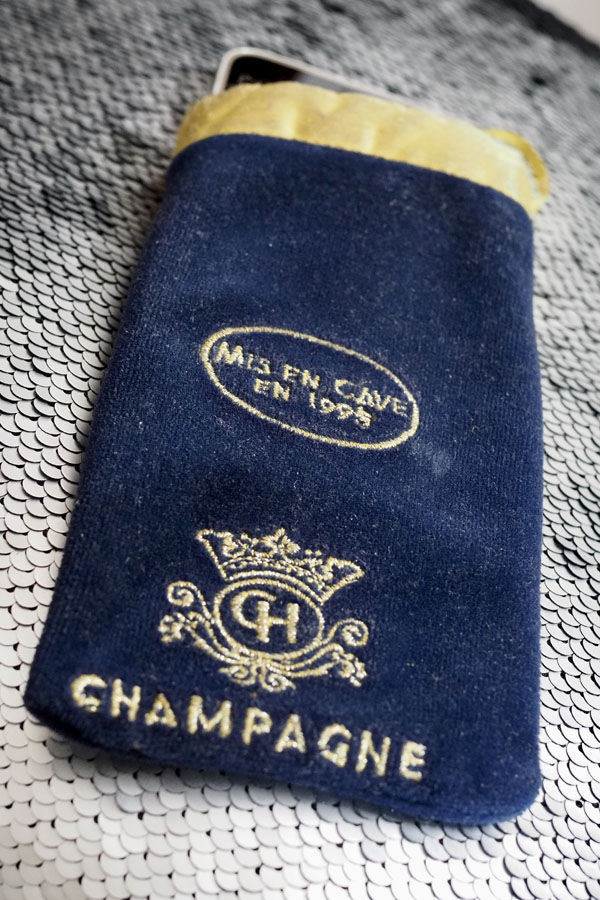 MIS EN CAVE
EN 1995
CH
CHAMPAGNE